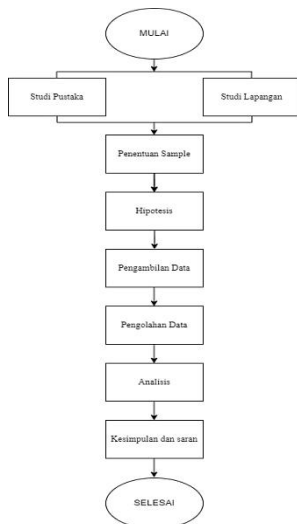 MULAI
Studi Pustaka
Studi Lapangan
Penentuan Sample
Hipotesis
Pengambilan Data
Pengolahan Data
Analisis
Kesimpulan dan saran
SELESAI